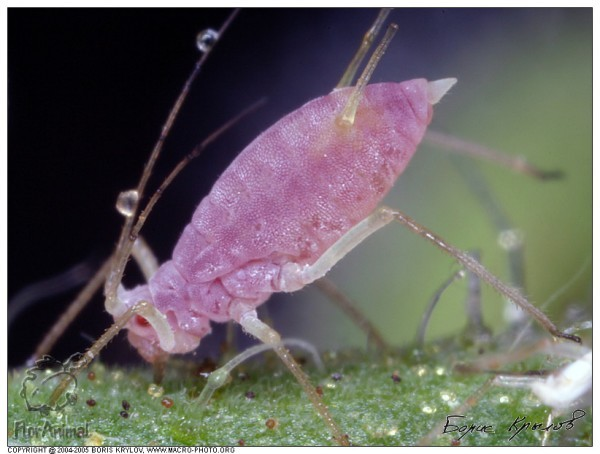 FlorAnimal
Борис Крылов
COPYRIGHT @ 2004-2005 BORIS KRYLOV, WWW.MACRO-PHOTO.ORG